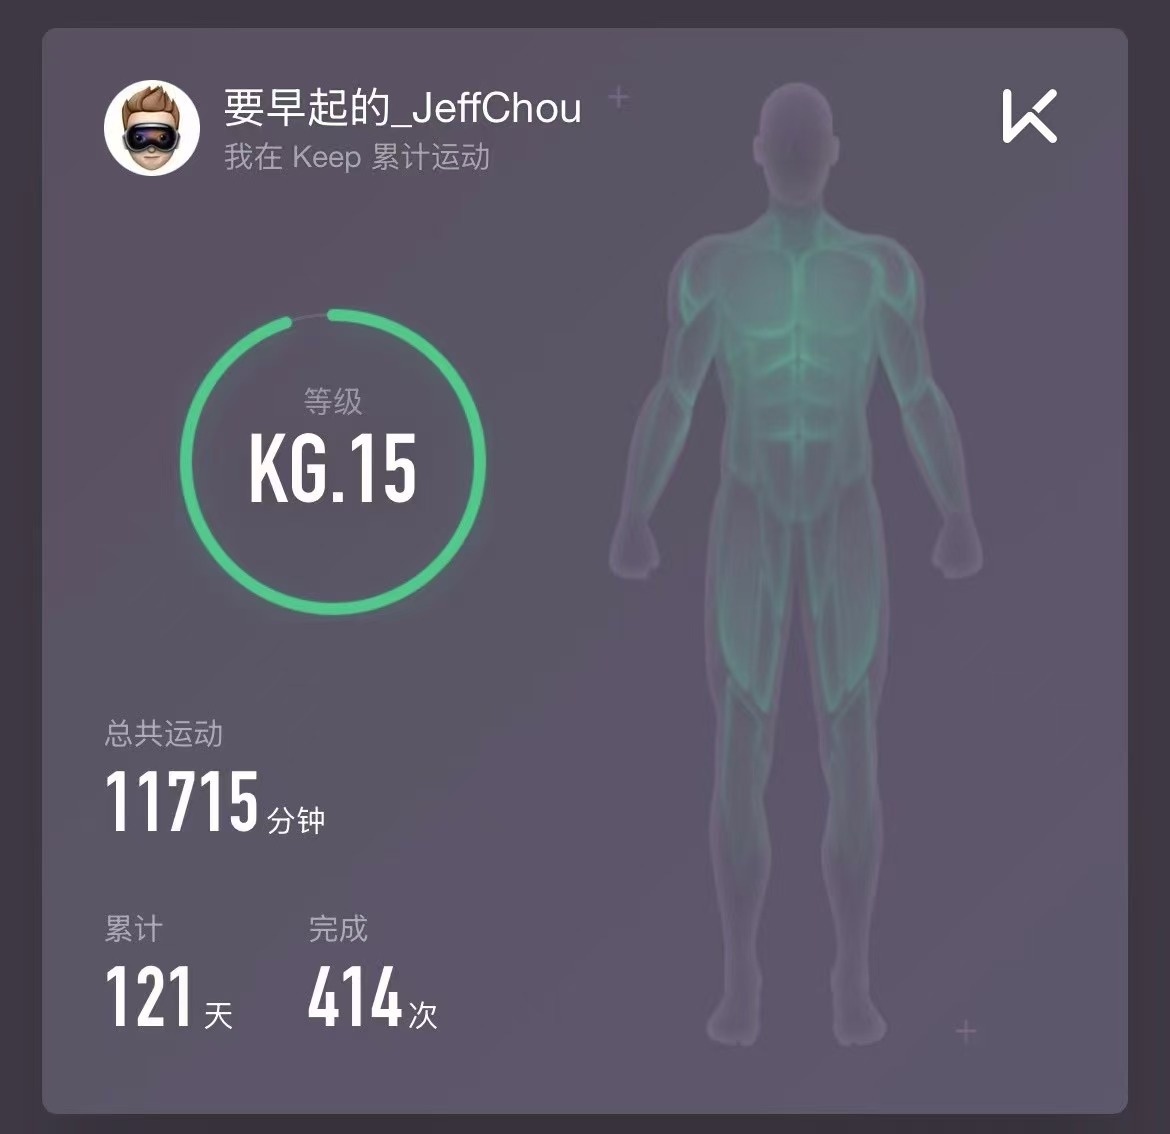 要早起的_JeffChou
我在 Keep 累计运动
等级
KG.15
总共运动
11715 分钟
累计 完成
121 天 414 次